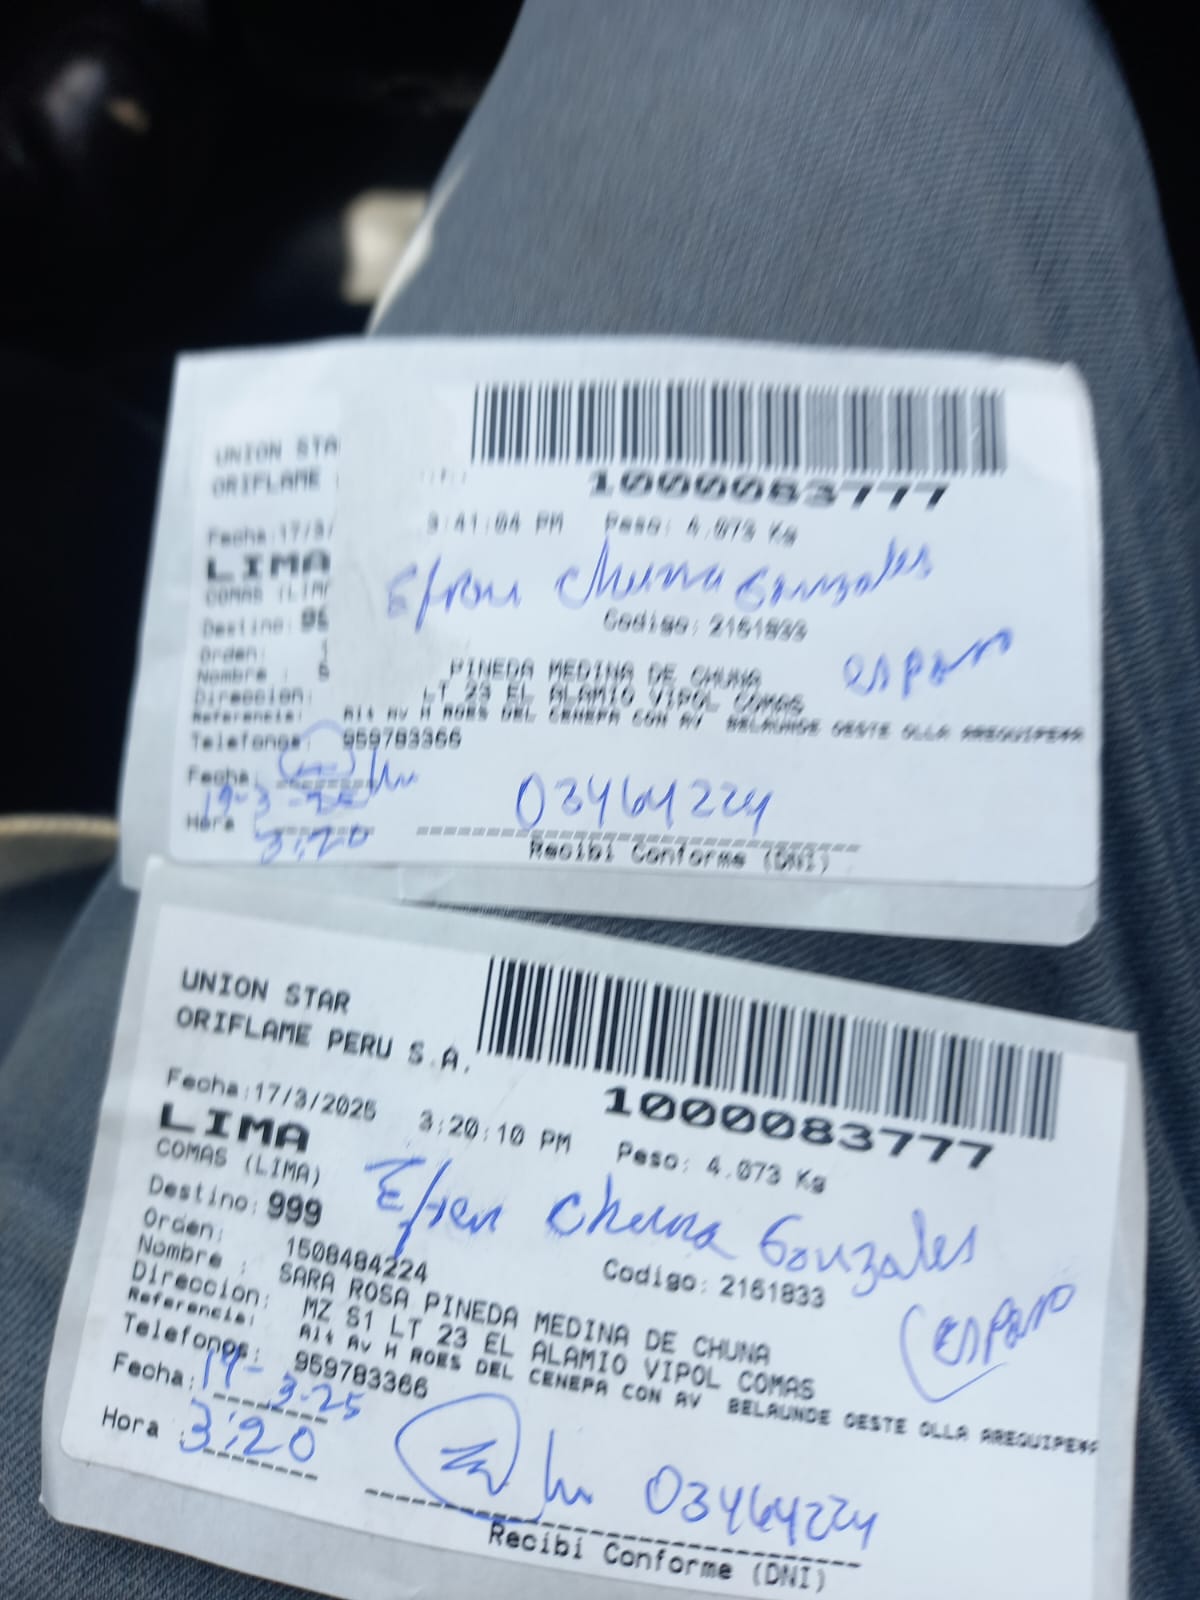 UNION STA
ORIFLAME
1000083777
Fecha:17/3/ 3:41:04 PM Peso: 4.073 Kg
LIMA
COMAS (LIM
Efren Chuna Gonzales
Destino:
Codigo: 2161833
Orden:
Nombre : S PINEDA MEDINA DE CHUNA
esposo
Direccion: LT 23 EL ALAMIO VIPOL COMAS
Referencia: Alt AV H ROES DEL CENEPA CON AV BELAUNDE OESTE OLLA AREQUIPEÑA
Telefonos: 959783366
Fecha: 19-3-25
Hora 3:20
03464224
Recibi Conforme (DNI)
UNION STAR
ORIFLAME PERU S.A.
1000083777
Fecha:17/3/2025 3:20:10 PM Peso: 4.073 Kg
LIMA
COMAS (LIMA)
Efren Chuna Gonzales
Destino: 999
Orden: 1508484224 Codigo: 2161833
Nombre : SARA ROSA PINEDA MEDINA DE CHUNA
esposo
Direccion: MZ S1 LT 23 EL ALAMIO VIPOL COMAS
Referencia: Alt AV H ROES DEL CENEPA CON AV BELAUNDE OESTE OLLA AREQUIPEÑA
Telefonos: 959783366
Fecha: 19-3-25
Hora : 3:20
03464224
Recibi Conforme (DNI)